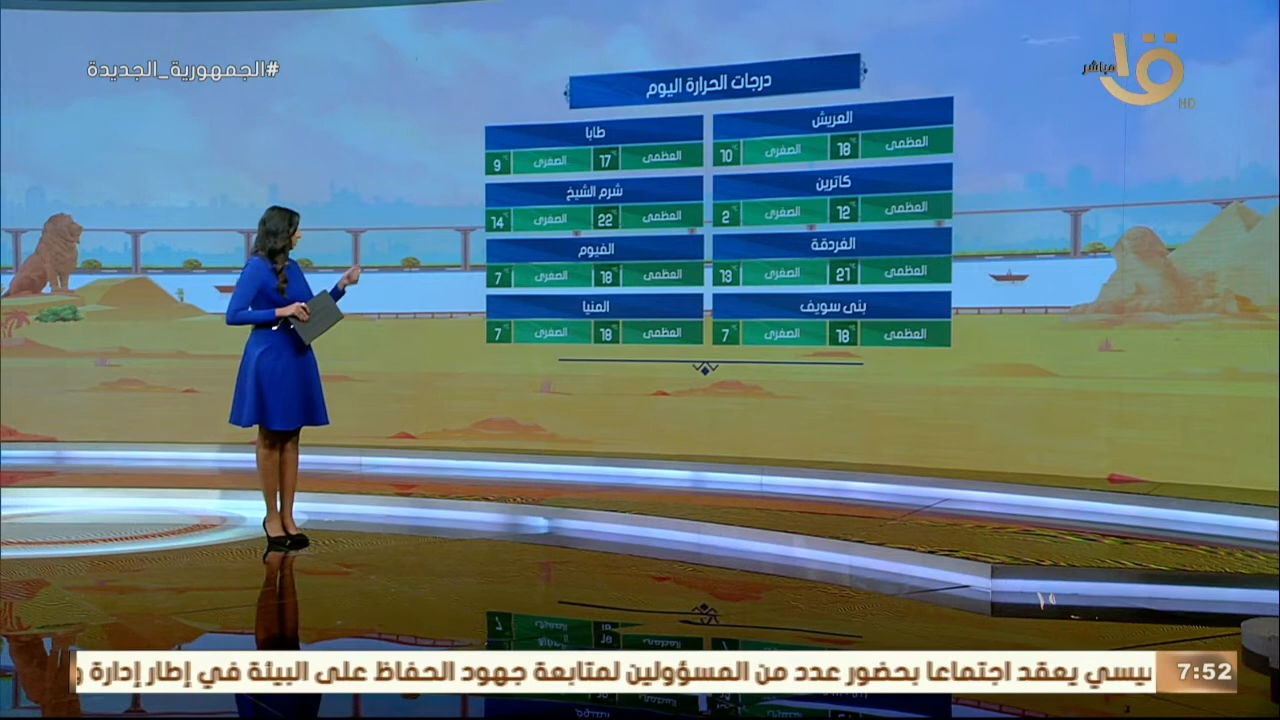 #الجمهورية_الجديدة
مباشر
HD
درجات الحرارة اليوم
العريش
العظمى 18 الصغرى 10
طابا
العظمى 17 الصغرى 9
كاترين
العظمى 12 الصغرى 2
شرم الشيخ
العظمى 22 الصغرى 14
الغردقة
العظمى 21 الصغرى 13
الفيوم
العظمى 18 الصغرى 7
بنى سويف
العظمى 18 الصغرى 7
المنيا
العظمى 18 الصغرى 7
7:52 يعقد اجتماعا بحضور عدد من المسؤولين لمتابعة جهود الحفاظ على البيئة في إطار إدارة و